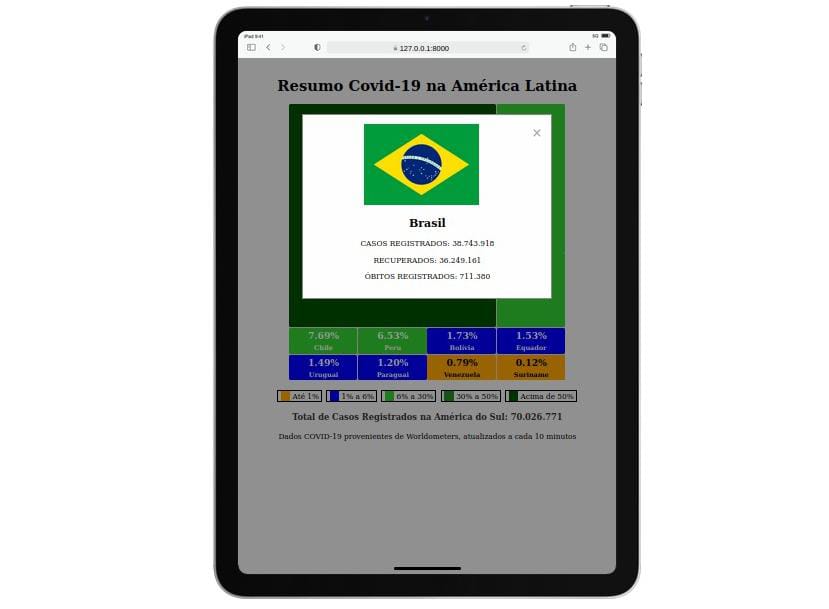 iPad 9:41
5G
127.0.0.1:8000
Resumo Covid-19 na América Latina
×
Brasil
CASOS REGISTRADOS: 38.743.918
RECUPERADOS: 36.249.161
ÓBITOS REGISTRADOS: 711.380
7.69% 6.53% 1.73% 1.53%
Chile Peru Bolívia Equador
1.49% 1.20% 0.79% 0.12%
Uruguai Paraguai Venezuela Suriname
Até 1% 1% a 6% 6% a 30% 30% a 50% Acima de 50%
Total de Casos Registrados na América do Sul: 70.026.771
Dados COVID-19 provenientes de Worldometers, atualizados a cada 10 minutos